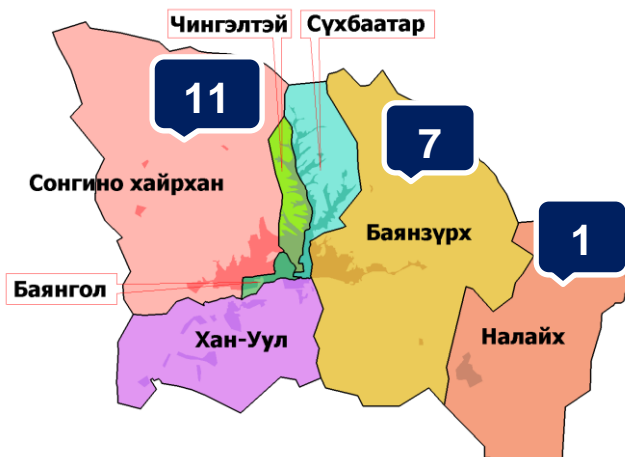 Чингэлтэй
Сүхбаатар
11
7
Сонгино хайрхан
Баянзүрх
1
Баянгол
Хан-Уул
Налайх